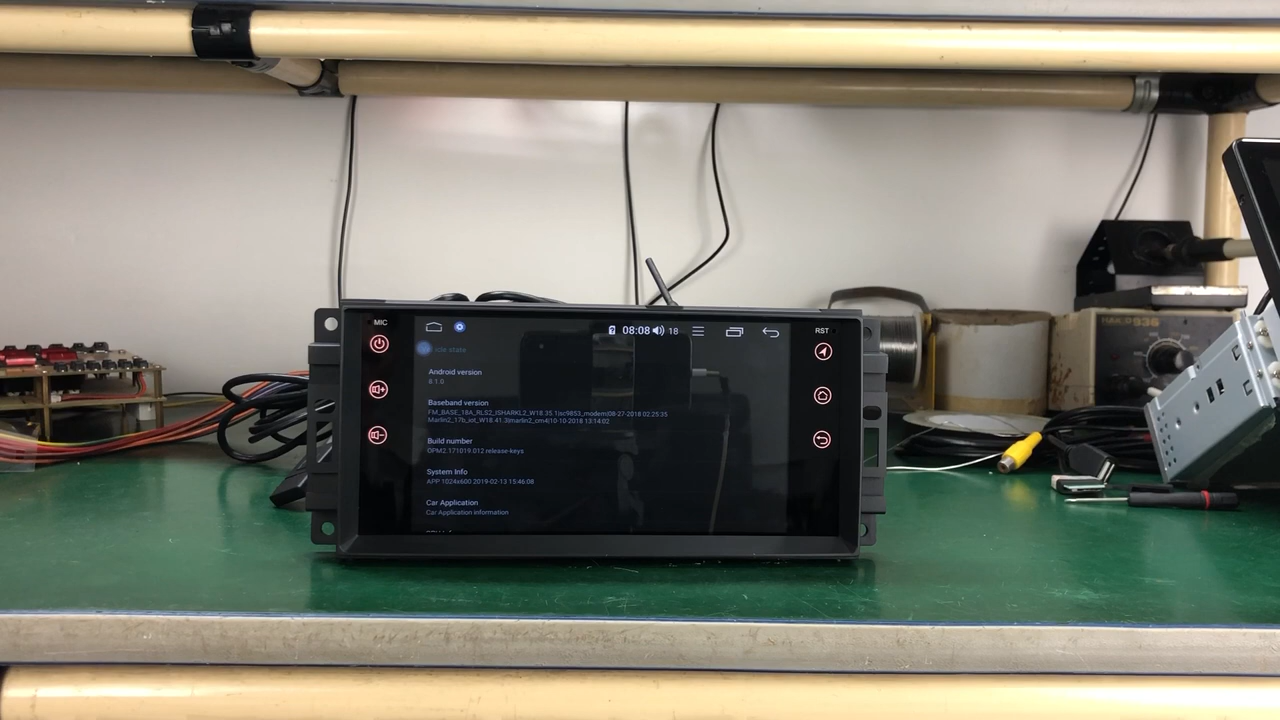 MIC
08:08 18
RST
Android version
8.1.0
Baseband version
FM_BASE_18A_RLS2_ISHARKL2_W18.35.1|sc9853_modem|08-27-2018 02:25:35
Marlin2_17b_iot_W18.41.3|marlin2_cm4|10-10-2018 13:14:02
Build number
OPM2.171019.012 release-keys
System Info
APP 1024x600 2019-02-13 15:46:08
Car Application
Car Application information
936